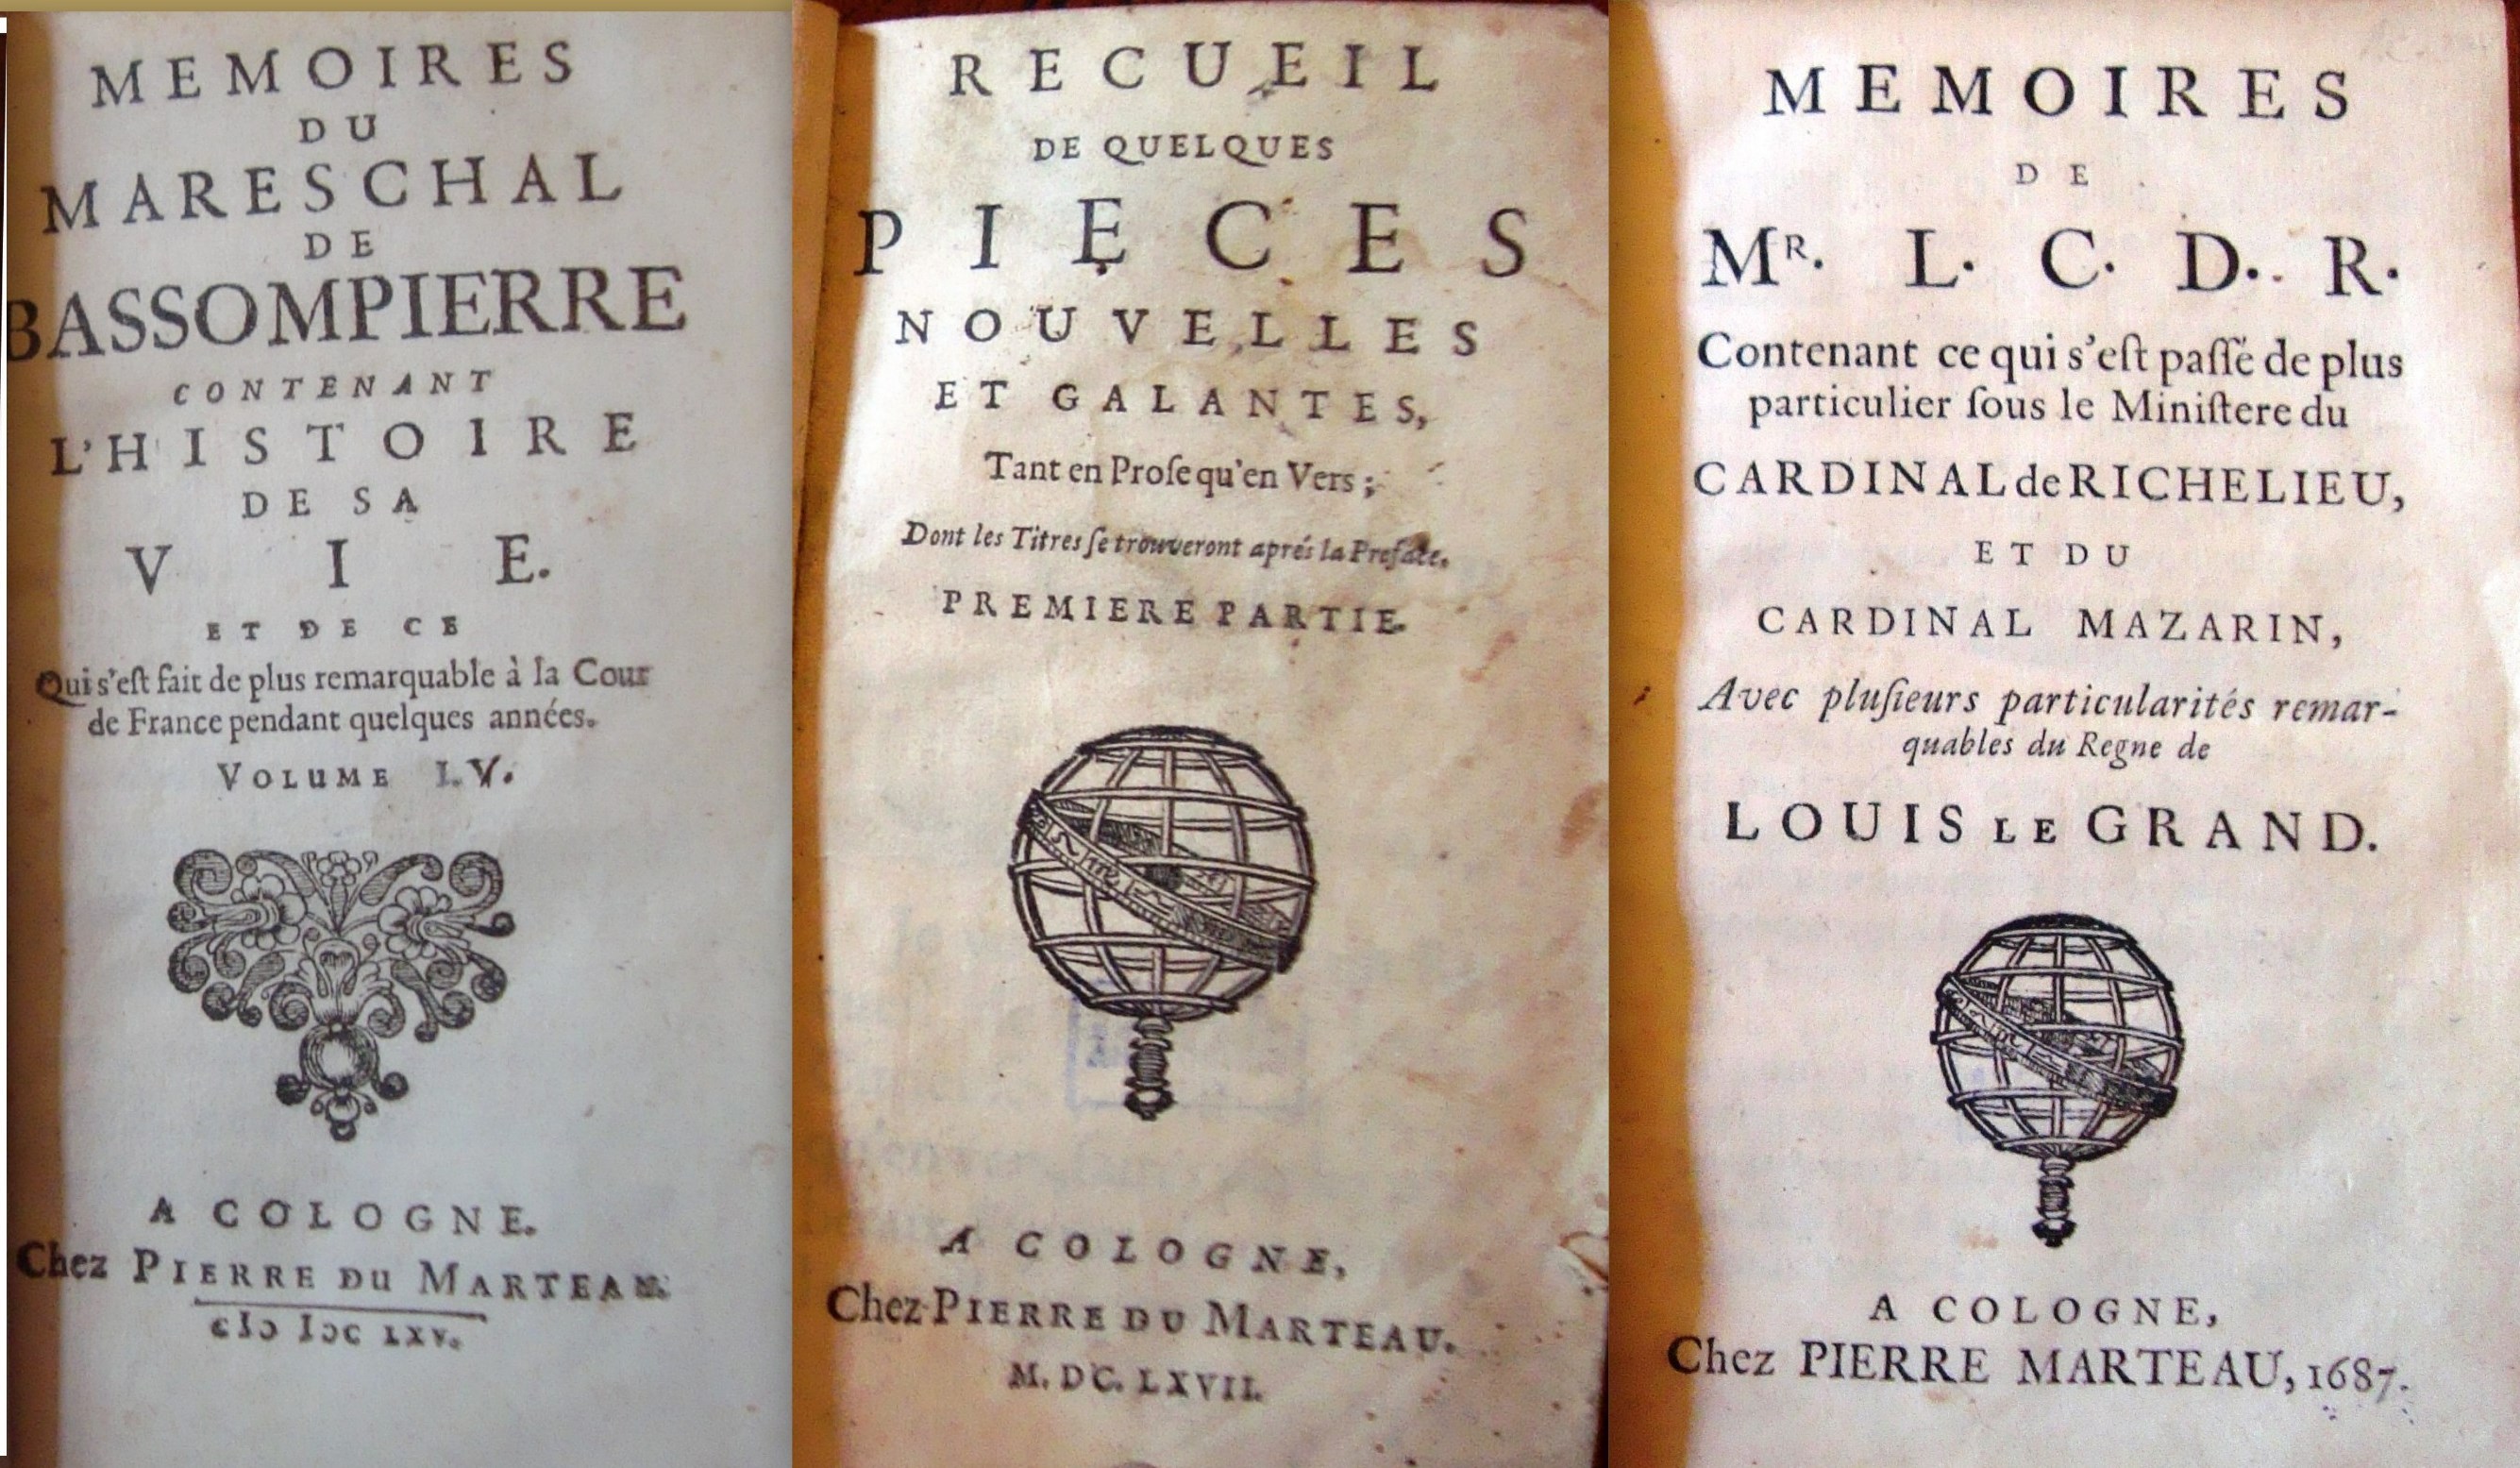 MEMOIRES
DU
MARESCHAL
DE
BASSOMPIERRE
CONTENANT
L'HISTOIRE
DE SA
VIE.
ET DE CE
Qui s'eſt fait de plus remarquable à la Cour
de France pendant quelques années.
VOLUME I.V.
A COLOGNE.
Chez PIERRE DU MARTEAU.
cIↄ Iↄc LXV.
RECUEIL
DE QUELQUES
PIECES
NOUVELLES
ET GALANTES,
Tant en Proſe qu'en Vers ;
Dont les Titres ſe trouveront aprés la Preface.
PREMIERE PARTIE.
A COLOGNE,
Chez PIERRE DU MARTEAU.
M. DC. LXVII.
MEMOIRES
DE
MR. L. C. D. R.
Contenant ce qui s'eſt paſſé de plus
particulier ſous le Miniſtere du
CARDINAL de RICHELIEU,
ET DU
CARDINAL MAZARIN,
Avec pluſieurs particularités remar-
quables du Regne de
LOUIS LE GRAND.
A COLOGNE,
Chez PIERRE MARTEAU, 1687.